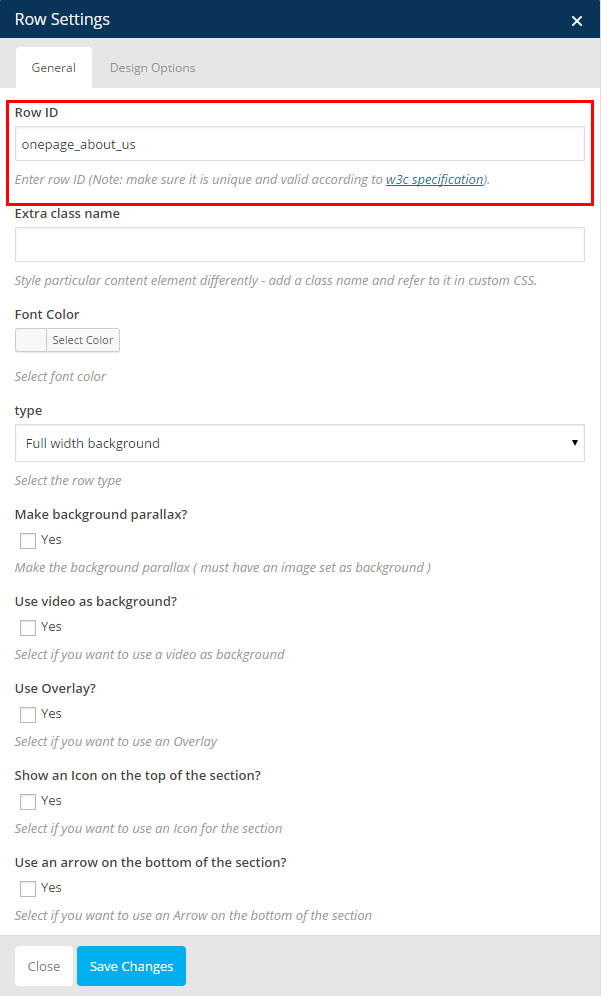 Row Settings
×
General
Design Options
Row ID
onepage_about_us
Enter row ID (Note: make sure it is unique and valid according to w3c specification).
Extra class name
Style particular content element differently - add a class name and refer to it in custom CSS.
Font Color
Select Color
Select font color
type
Full width background
Select the row type
Make background parallax?
Yes
Make the background parallax ( must have an image set as background )
Use video as background?
Yes
Select if you want to use a video as background
Use Overlay?
Yes
Select if you want to use an Overlay
Show an Icon on the top of the section?
Yes
Select if you want to use an Icon for the section
Use an arrow on the bottom of the section?
Yes
Select if you want to use an Arrow on the bottom of the section
Close
Save Changes